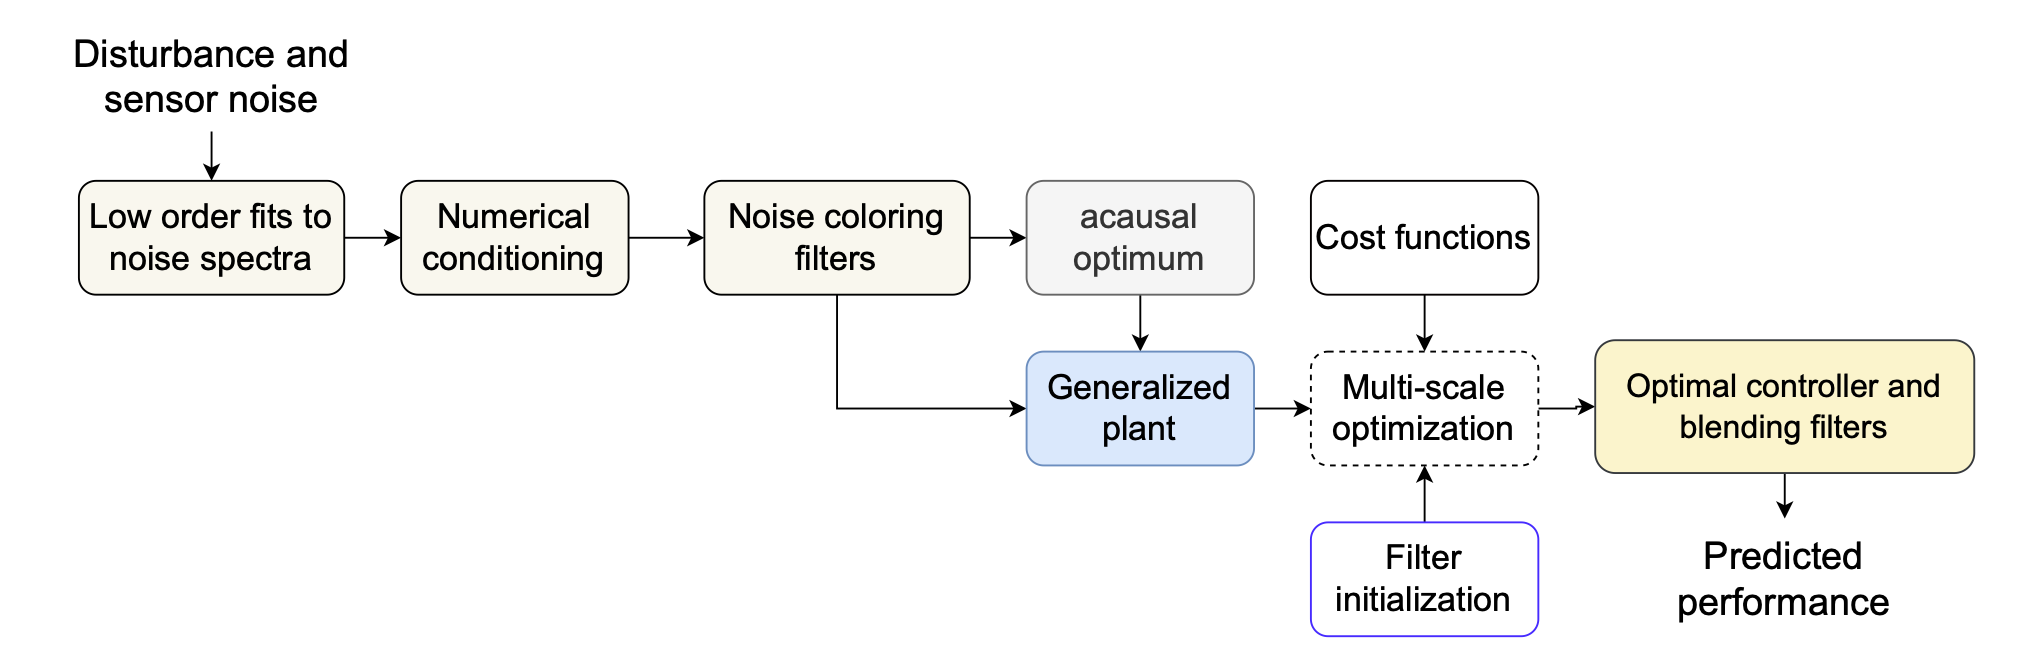 Disturbance and
sensor noise
Low order fits to
noise spectra
Numerical
conditioning
Noise coloring
filters
acausal
optimum
Cost functions
Generalized
plant
Multi-scale
optimization
Optimal controller and
blending filters
Filter
initialization
Predicted
performance